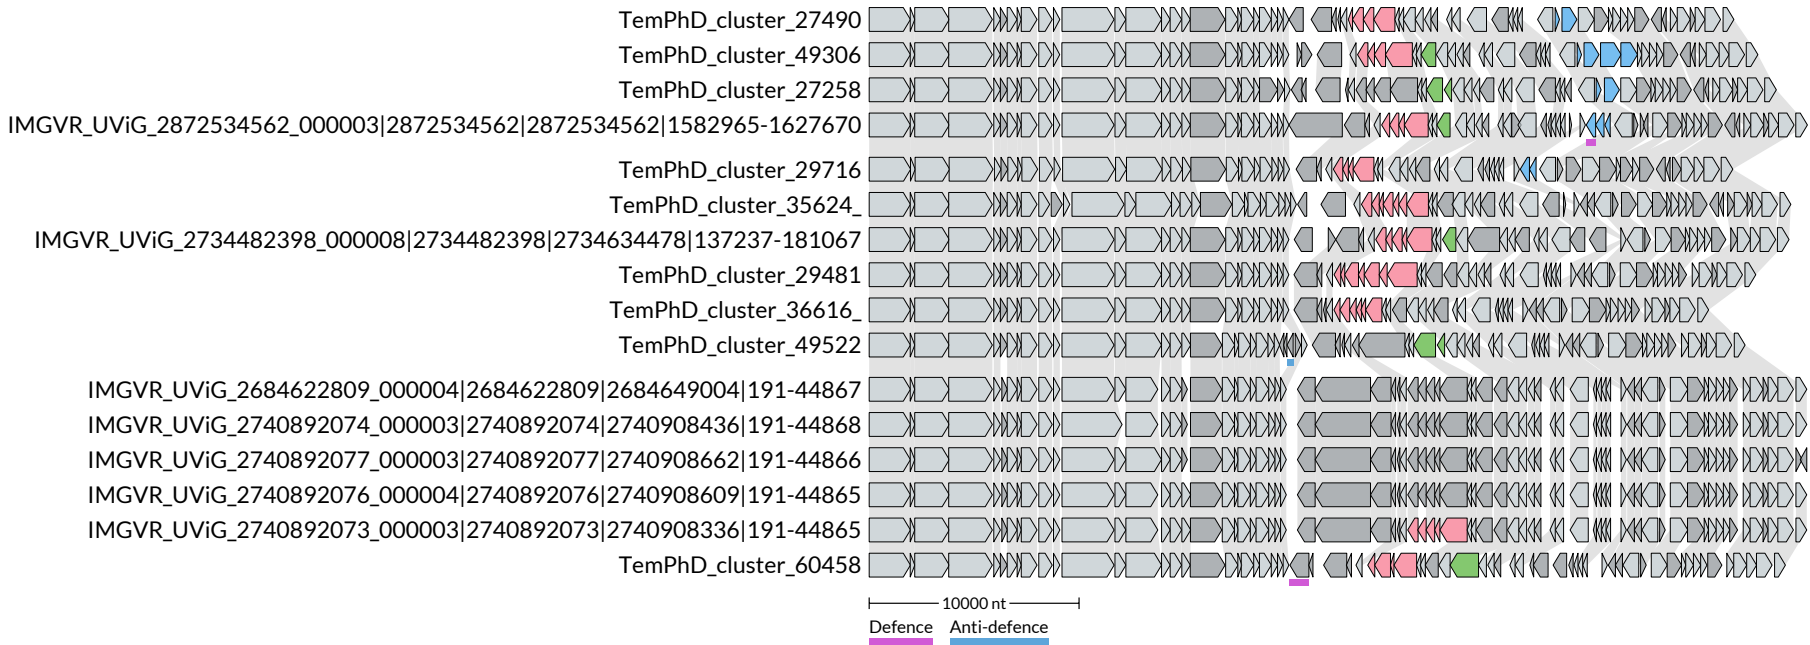 TemPhD_cluster_27490
TemPhD_cluster_49306
TemPhD_cluster_27258
IMGVR_UViG_2872534562_000003|2872534562|2872534562|1582965-1627670
TemPhD_cluster_29716
TemPhD_cluster_35624_
IMGVR_UViG_2734482398_000008|2734482398|2734634478|137237-181067
TemPhD_cluster_29481
TemPhD_cluster_36616_
TemPhD_cluster_49522
IMGVR_UViG_2684622809_000004|2684622809|2684649004|191-44867
IMGVR_UViG_2740892074_000003|2740892074|2740908436|191-44868
IMGVR_UViG_2740892077_000003|2740892077|2740908662|191-44866
IMGVR_UViG_2740892076_000004|2740892076|2740908609|191-44865
IMGVR_UViG_2740892073_000003|2740892073|2740908336|191-44865
TemPhD_cluster_60458
10000 nt
Defence Anti-defence